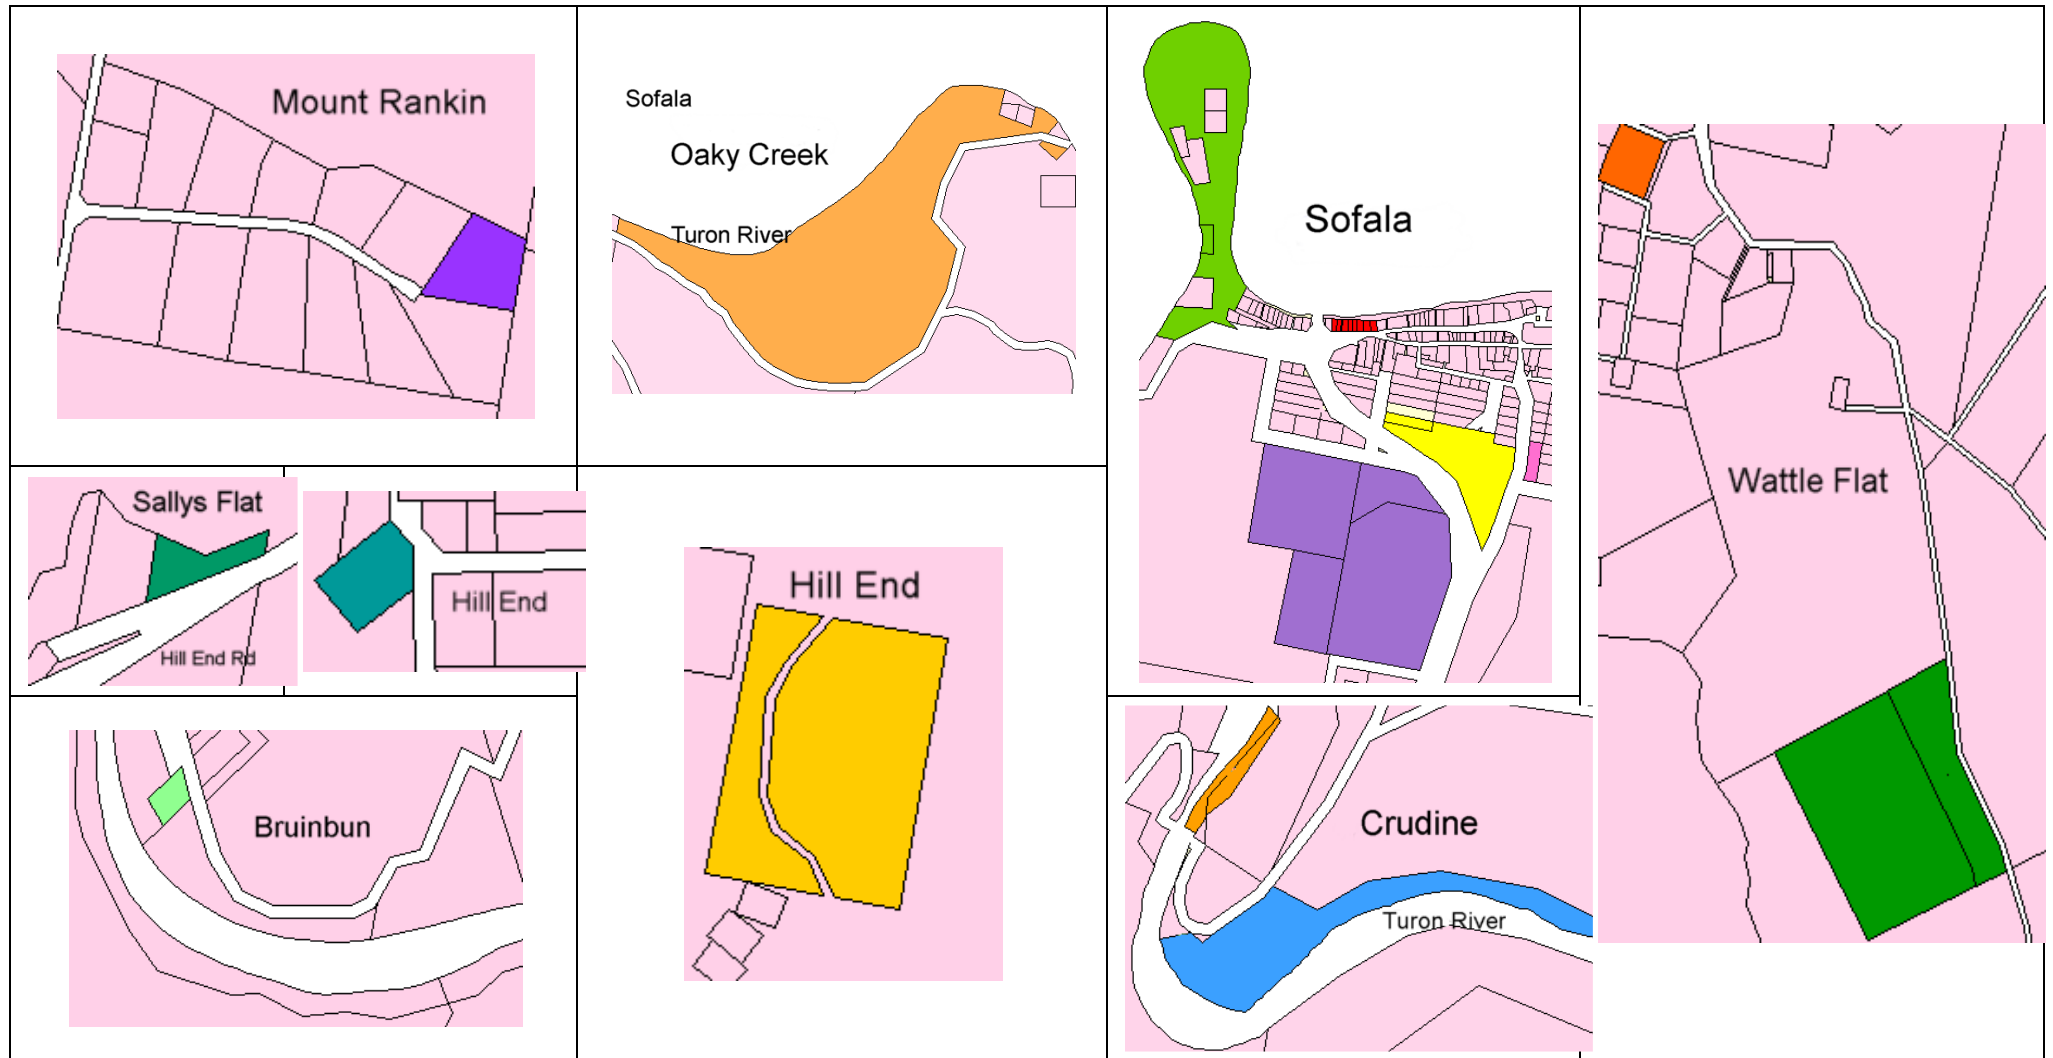 Mount Rankin
Sofala
Oaky Creek
Turon River
Sofala
Wattle Flat
Sallys Flat
Hill End Rd
Hill End
Hill End
Bruinbun
Crudine
Turon River